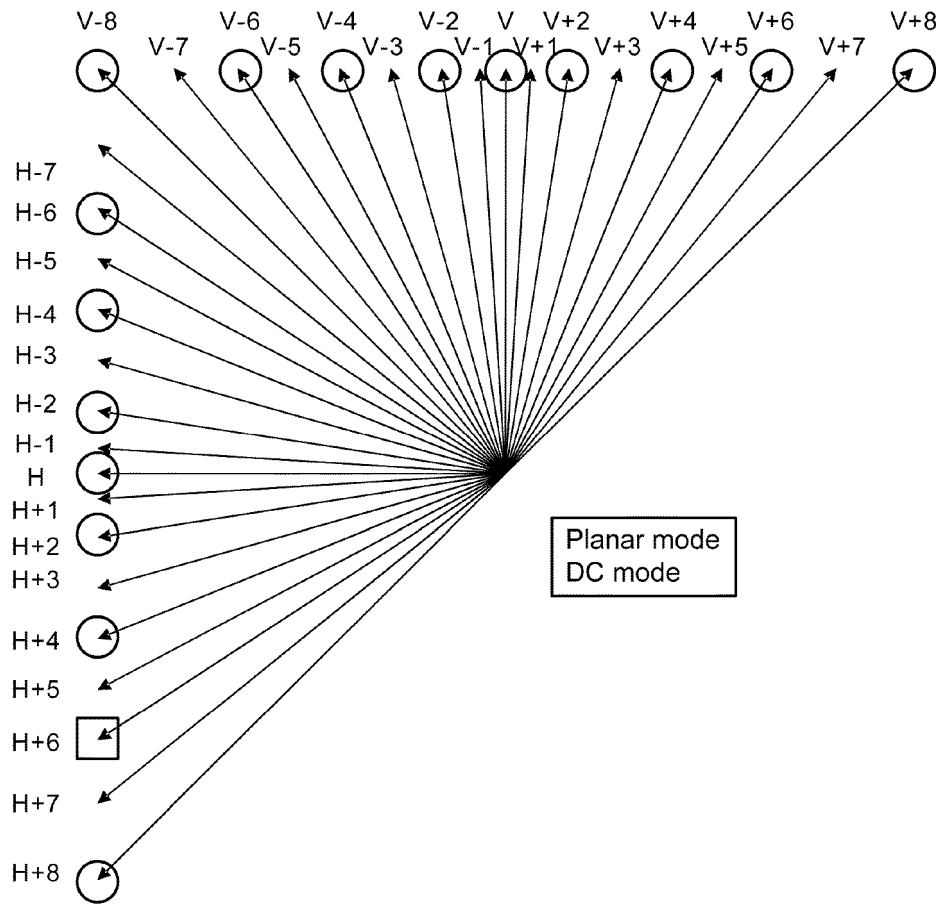 V-8 V-6 V-4 V-2 V V+2 V+4 V+6 V+8
V-7 V-5 V-3 V-1 V+1 V+3 V+5 V+7
H-7
H-6
H-5
H-4
H-3
H-2
H-1
H
H+1
H+2
H+3
H+4
H+5
H+6
H+7
H+8
Planar mode
DC mode